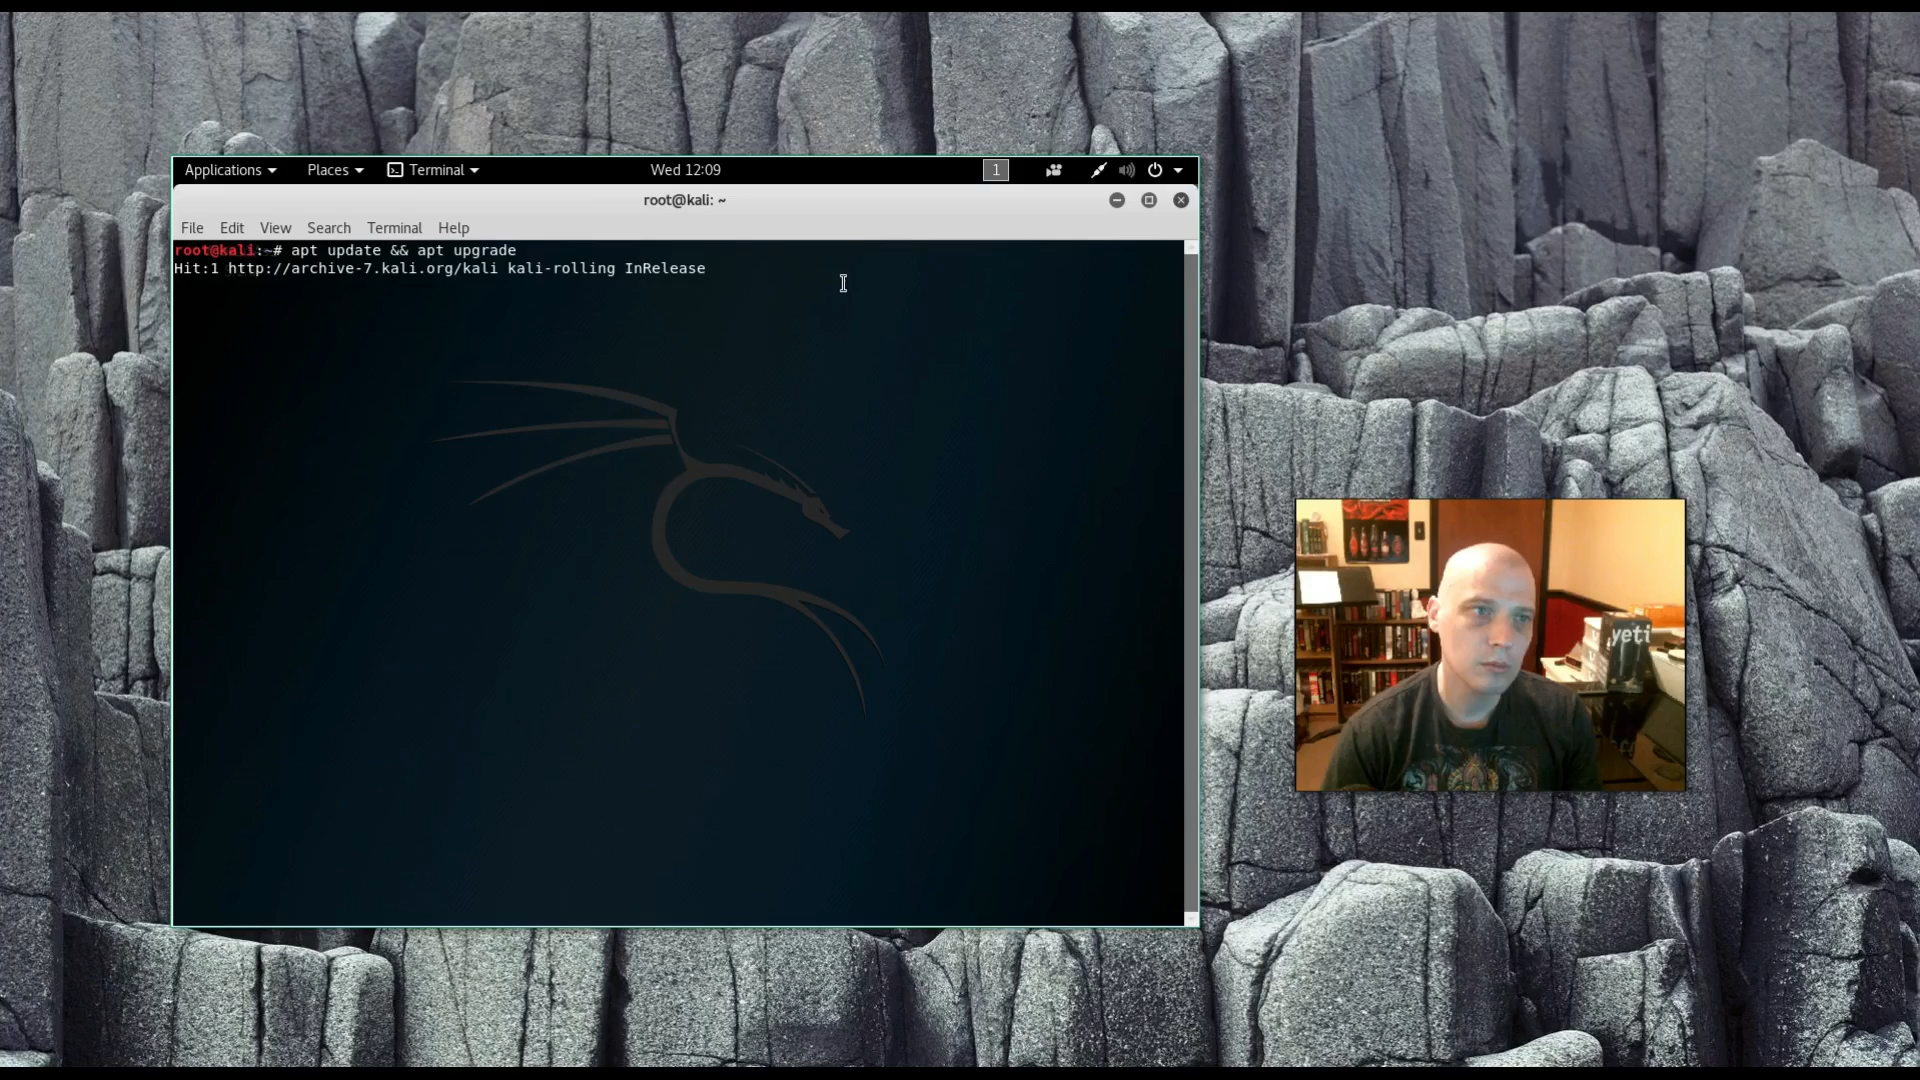 Applications Places Terminal Wed 12:09 1
root@kali: ~
File Edit View Search Terminal Help
root@kali:~# apt update && apt upgrade
Hit:1 http://archive-7.kali.org/kali kali-rolling InRelease
yeti